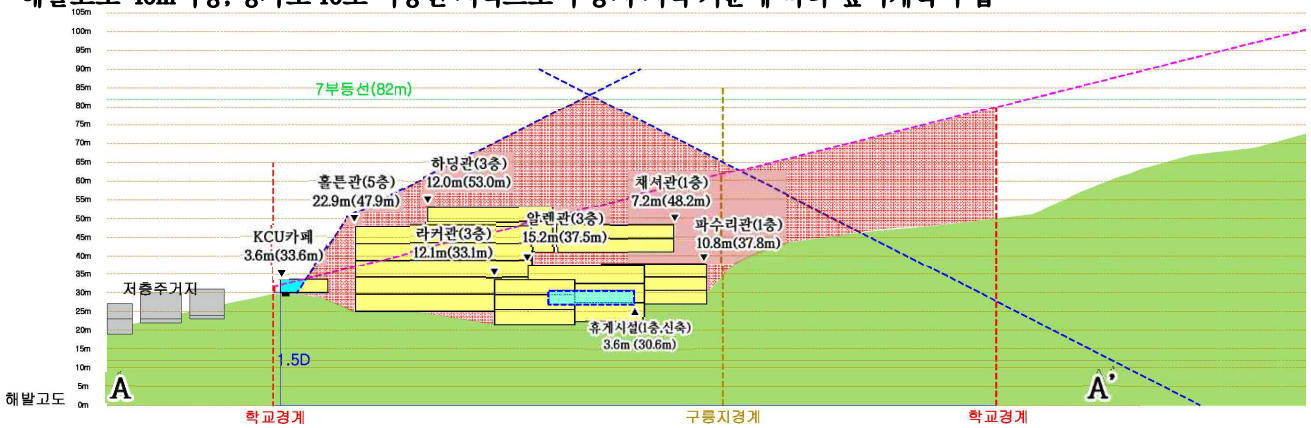 105m
100m
95m
90m
85m
80m
75m
70m
65m
60m
55m
50m
45m
40m
35m
30m
25m
20m
15m
10m
5m
0m
해발고도
7부등선(82m)
하딩관(3층)
12.0m(53.0m)
홀튼관(5층)
22.9m(47.9m)
채서관(1층)
7.2m(48.2m)
알렌관(3층)
15.2m(37.5m)
파수리관(1층)
10.8m(37.8m)
라커관(3층)
12.1m(33.1m)
KCU카페
3.6m(33.6m)
저층주거지
휴게시설(1층,신축)
3.6m (30.6m)
1.5D
A
A'
학교경계
구릉지경계
학교경계